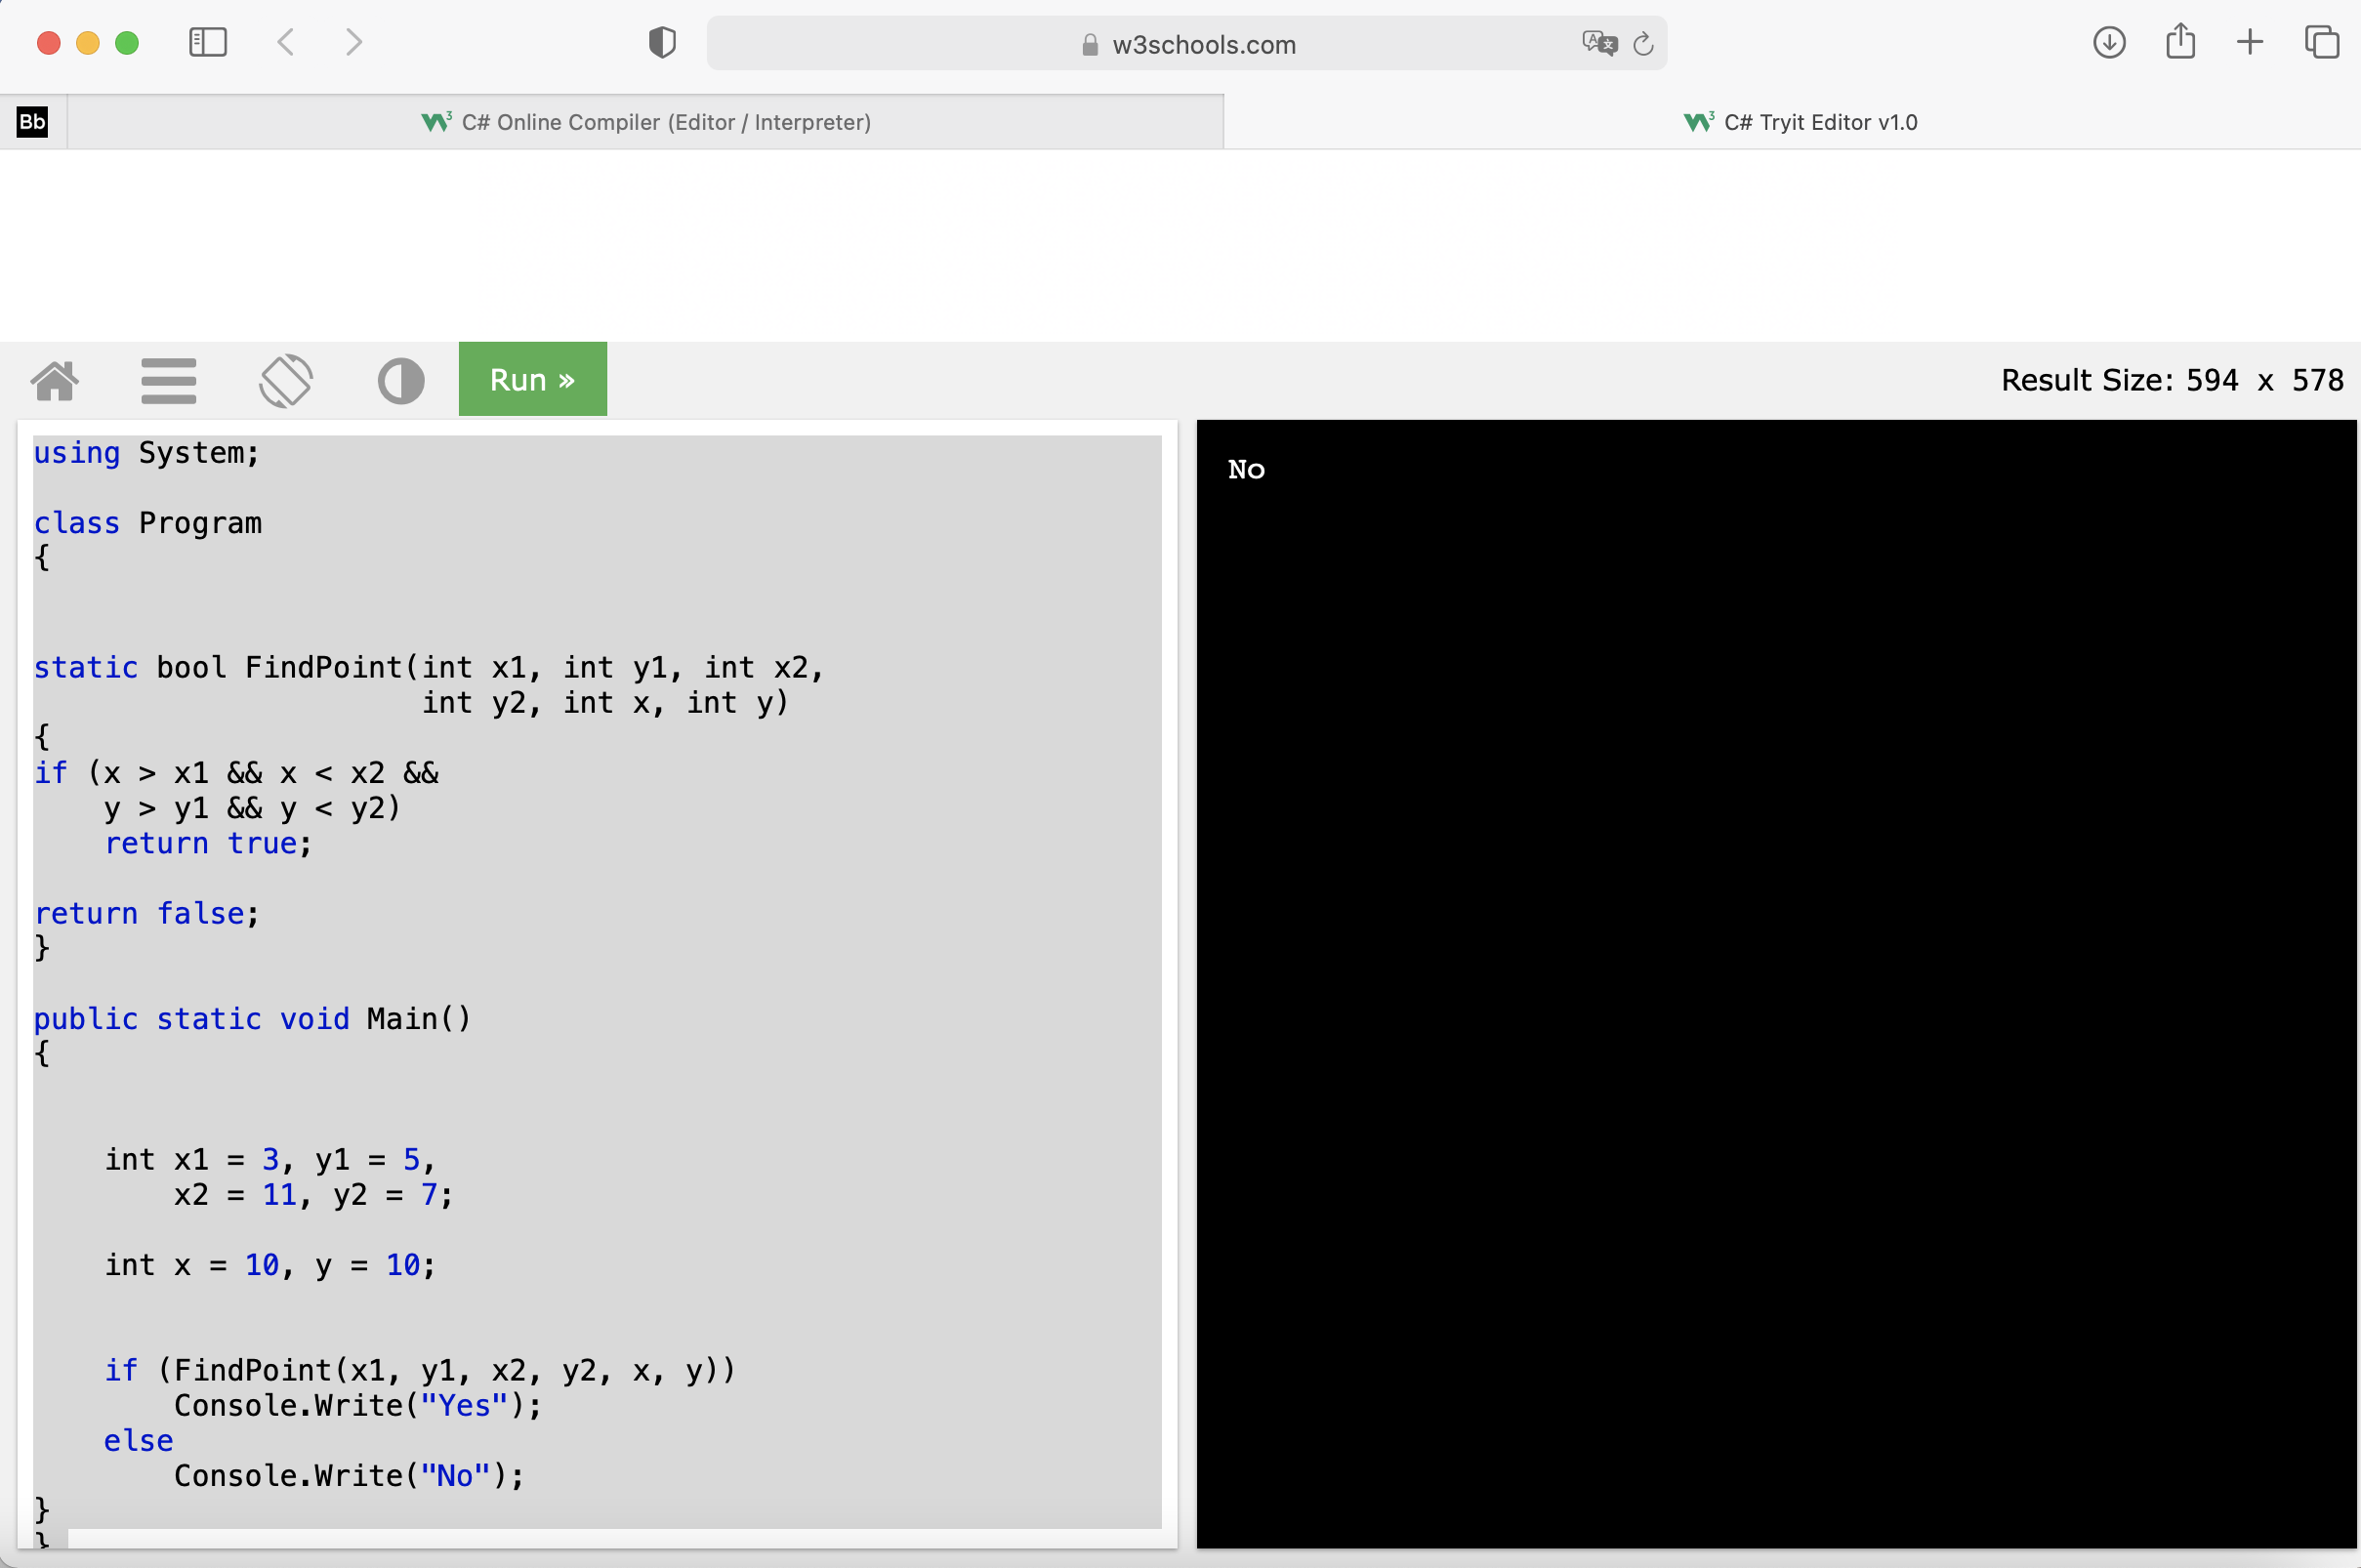 w3schools.com
Bb
W3 C# Online Compiler (Editor / Interpreter)
W3 C# Tryit Editor v1.0
Run »
Result Size: 594 x 578
using System;
class Program
{
static bool FindPoint(int x1, int y1, int x2,
int y2, int x, int y)
{
if (x > x1 && x < x2 &&
y > y1 && y < y2)
return true;
return false;
}
public static void Main()
{
int x1 = 3, y1 = 5,
x2 = 11, y2 = 7;
int x = 10, y = 10;
if (FindPoint(x1, y1, x2, y2, x, y))
Console.Write("Yes");
else
Console.Write("No");
}
}
No